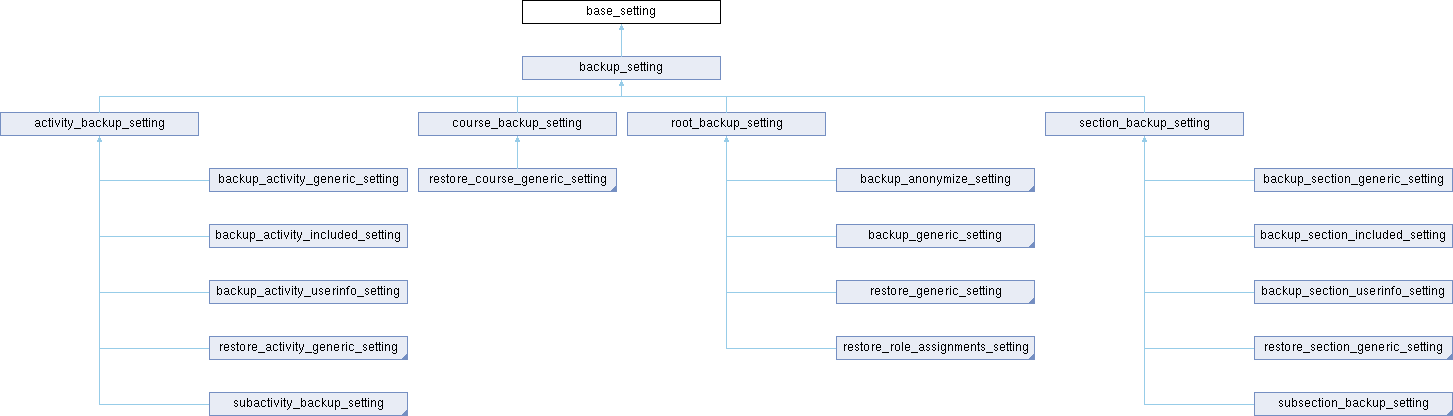 base_setting
backup_setting
activity_backup_setting
course_backup_setting
root_backup_setting
section_backup_setting
backup_activity_generic_setting
restore_course_generic_setting
backup_anonymize_setting
backup_section_generic_setting
backup_activity_included_setting
backup_generic_setting
backup_section_included_setting
backup_activity_userinfo_setting
restore_generic_setting
backup_section_userinfo_setting
restore_activity_generic_setting
restore_role_assignments_setting
restore_section_generic_setting
subactivity_backup_setting
subsection_backup_setting